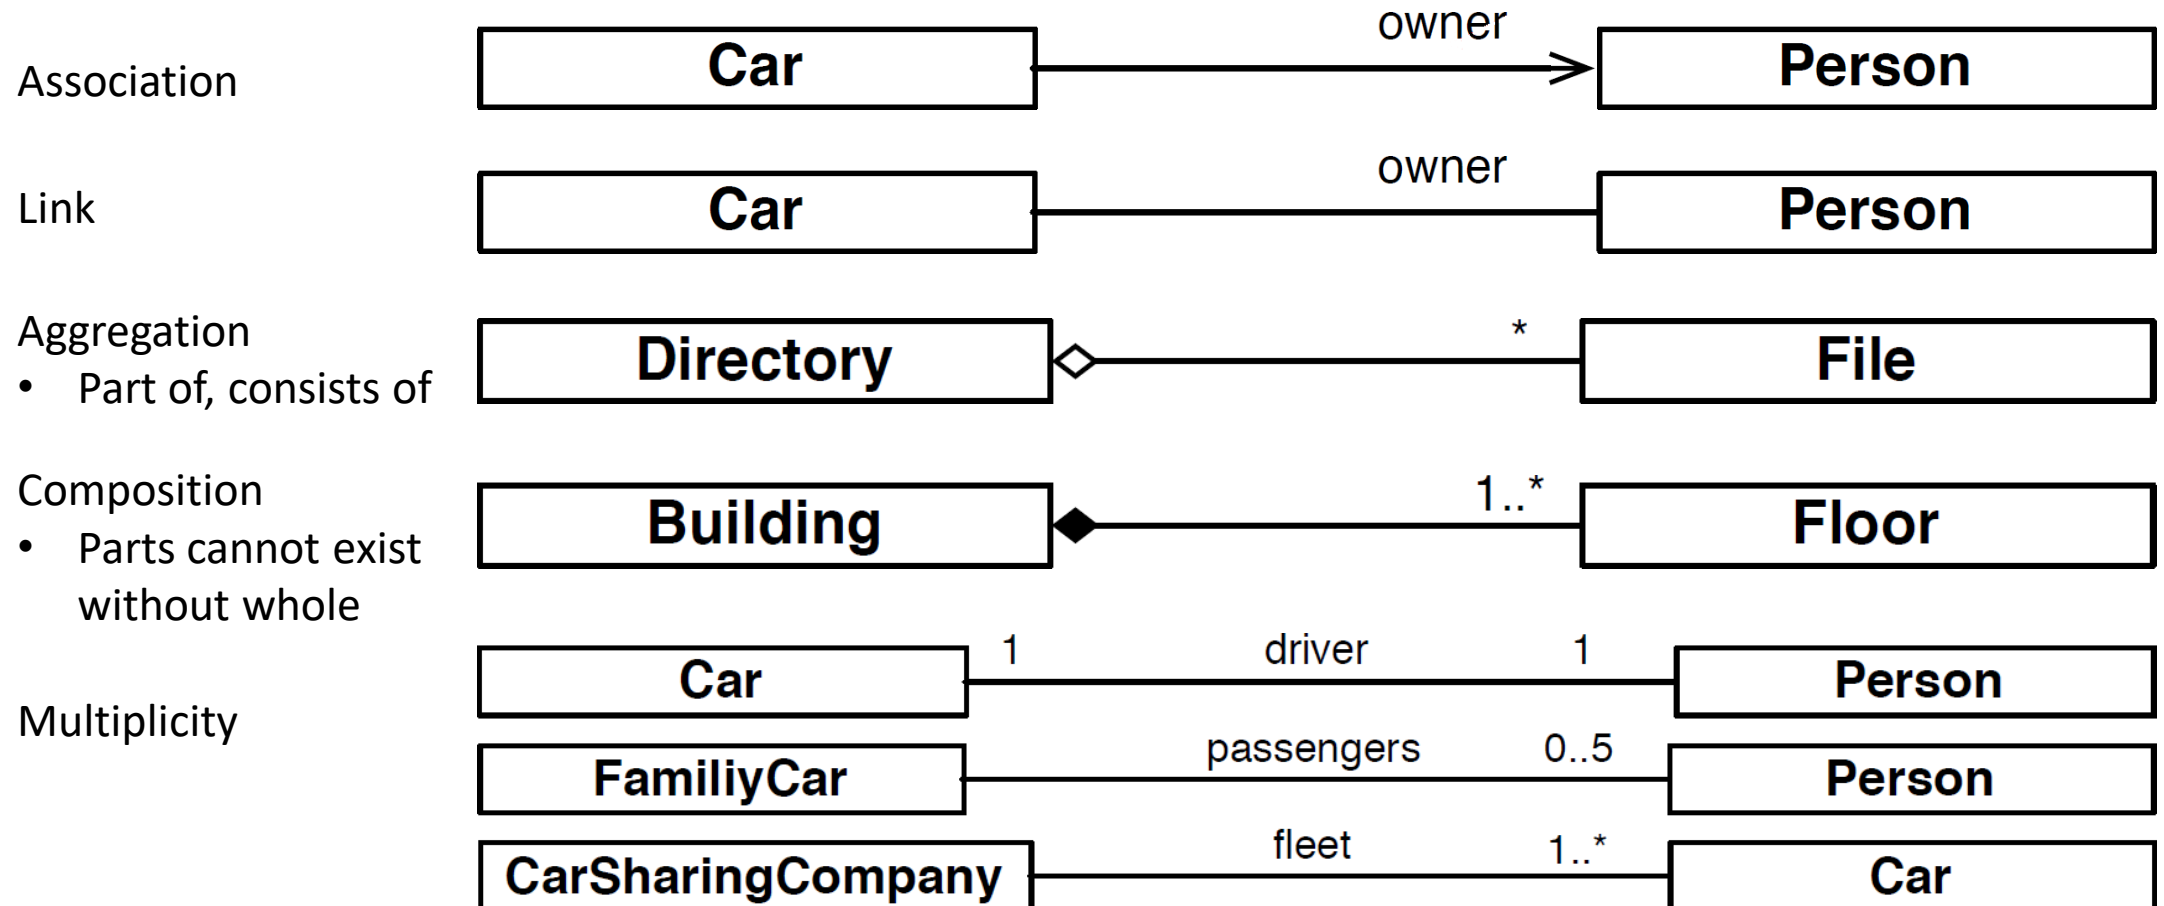 owner
Association Car Person
owner
Link Car Person
Aggregation
• Part of, consists of
Directory * File
Composition
• Parts cannot exist
without whole
Building 1..* Floor
Multiplicity
Car 1 driver 1 Person
FamiliyCar passengers 0..5 Person
CarSharingCompany fleet 1..* Car